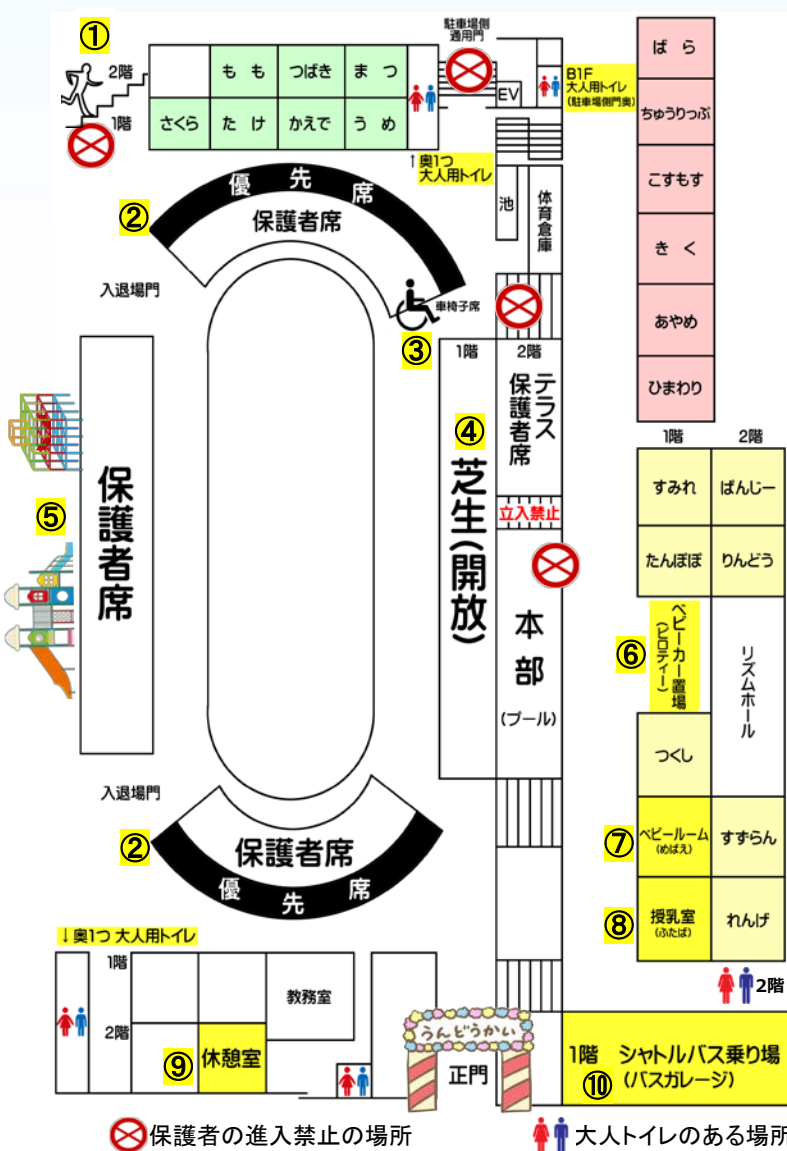 ①
2階
1階
もも
つばき
まつ
さくら
たけ
かえで
うめ
駐車場側
通用門
EV
B1F
大人用トイレ
(駐車場側門奥)
↑奥1つ
大人用トイレ
池
体育倉庫
②
優先席
保護者席
入退場門
車椅子席
③
1階
2階
④
芝生(開放)
テラス
保護者席
立入禁止
本部
(プール)
⑤
保護者席
入退場門
②
保護者席
優先席
ばら
ちゅうりっぷ
こすもす
きく
あやめ
ひまわり
1階
2階
すみれ
ぱんじー
たんぽぽ
りんどう
⑥
ベビーカー置場
(ピロティー)
リズムホール
つくし
⑦
ベビールーム
(めばえ)
すずらん
⑧
授乳室
(ふたば)
れんげ
2階
↓奥1つ 大人用トイレ
1階
2階
教務室
⑨
休憩室
うんどうかい
正門
1階 シャトルバス乗り場
⑩ (バスガレージ)
保護者の進入禁止の場所
大人トイレのある場所